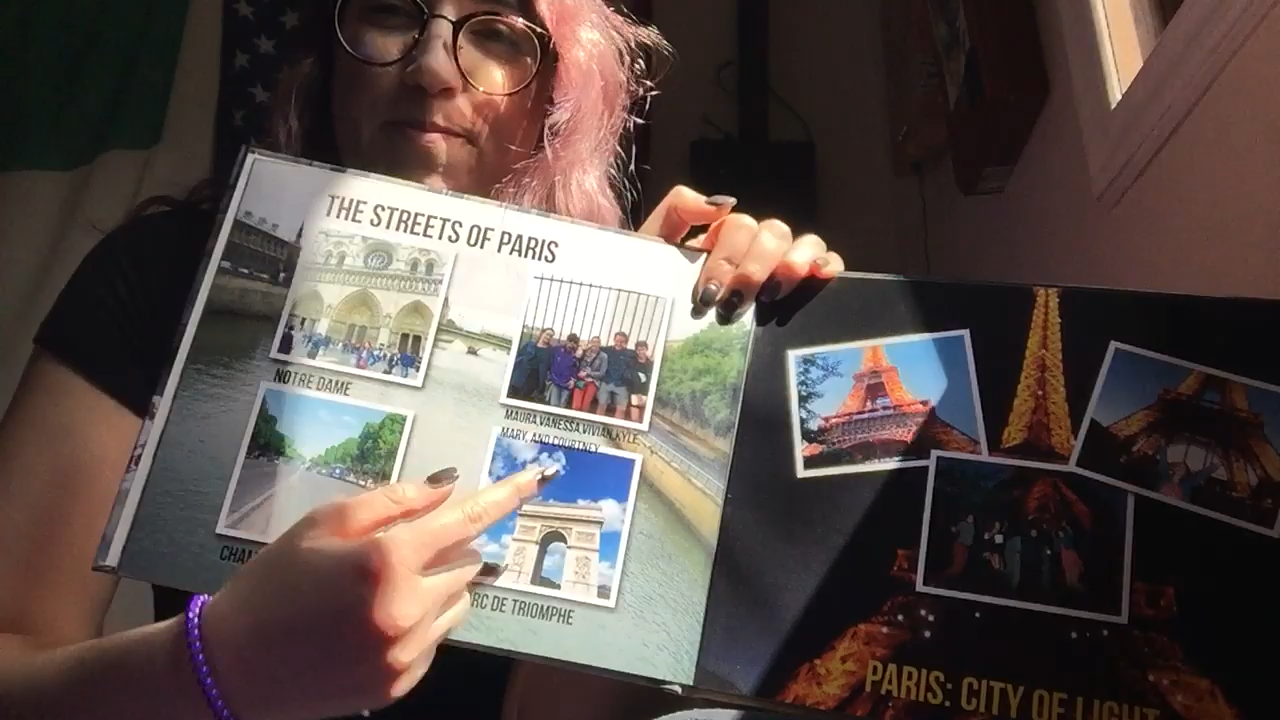 THE STREETS OF PARIS
NOTRE DAME
MAURA,VANESSA,VIVIAN,KYLE
MARY, AND COURTNEY
RC DE TRIOMPHE
PARIS: CITY OF LIGHT